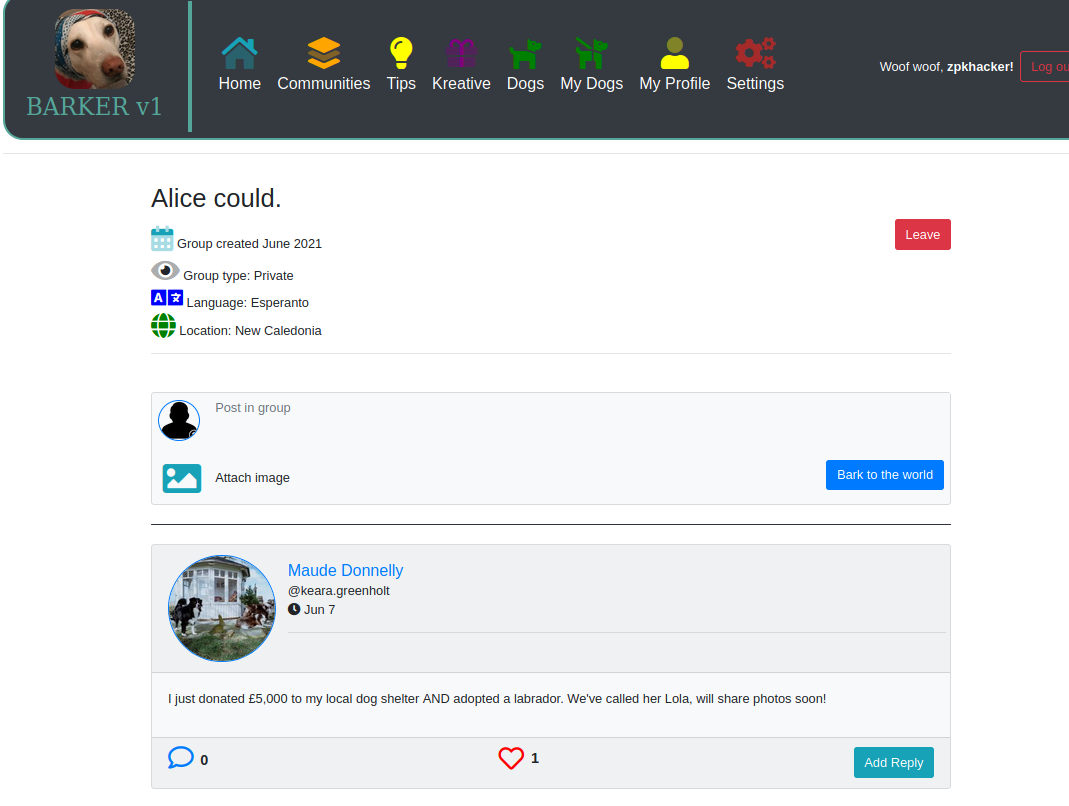 BARKER v1
Home
Communities
Tips
Kreative
Dogs
My Dogs
My Profile
Settings
Woof woof, zpkhacker!
Log ou
Alice could.
Group created June 2021
Leave
Group type: Private
A
Language: Esperanto
Location: New Caledonia
Post in group
Attach image
Bark to the world
Maude Donnelly
@keara.greenholt
Jun 7
I just donated £5,000 to my local dog shelter AND adopted a labrador. We've called her Lola, will share photos soon!
0
1
Add Reply